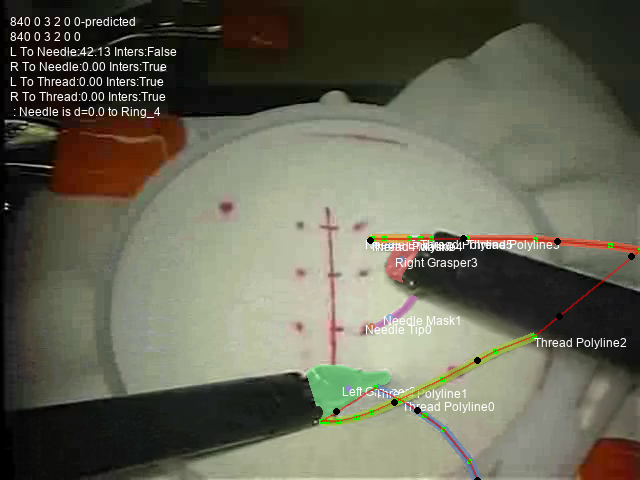 840 0 3 2 0 0-predicted
840 0 3 2 0 0
L To Needle:42.13 Inters:False
R To Needle:0.00 Inters:True
L To Thread:0.00 Inters:True
R To Thread:0.00 Inters:True
: Needle is d=0.0 to Ring_4
Right Grasper3
Needle Mask1
Needle Tip0
Thread Polyline2
Polyline1
Thread Polyline0